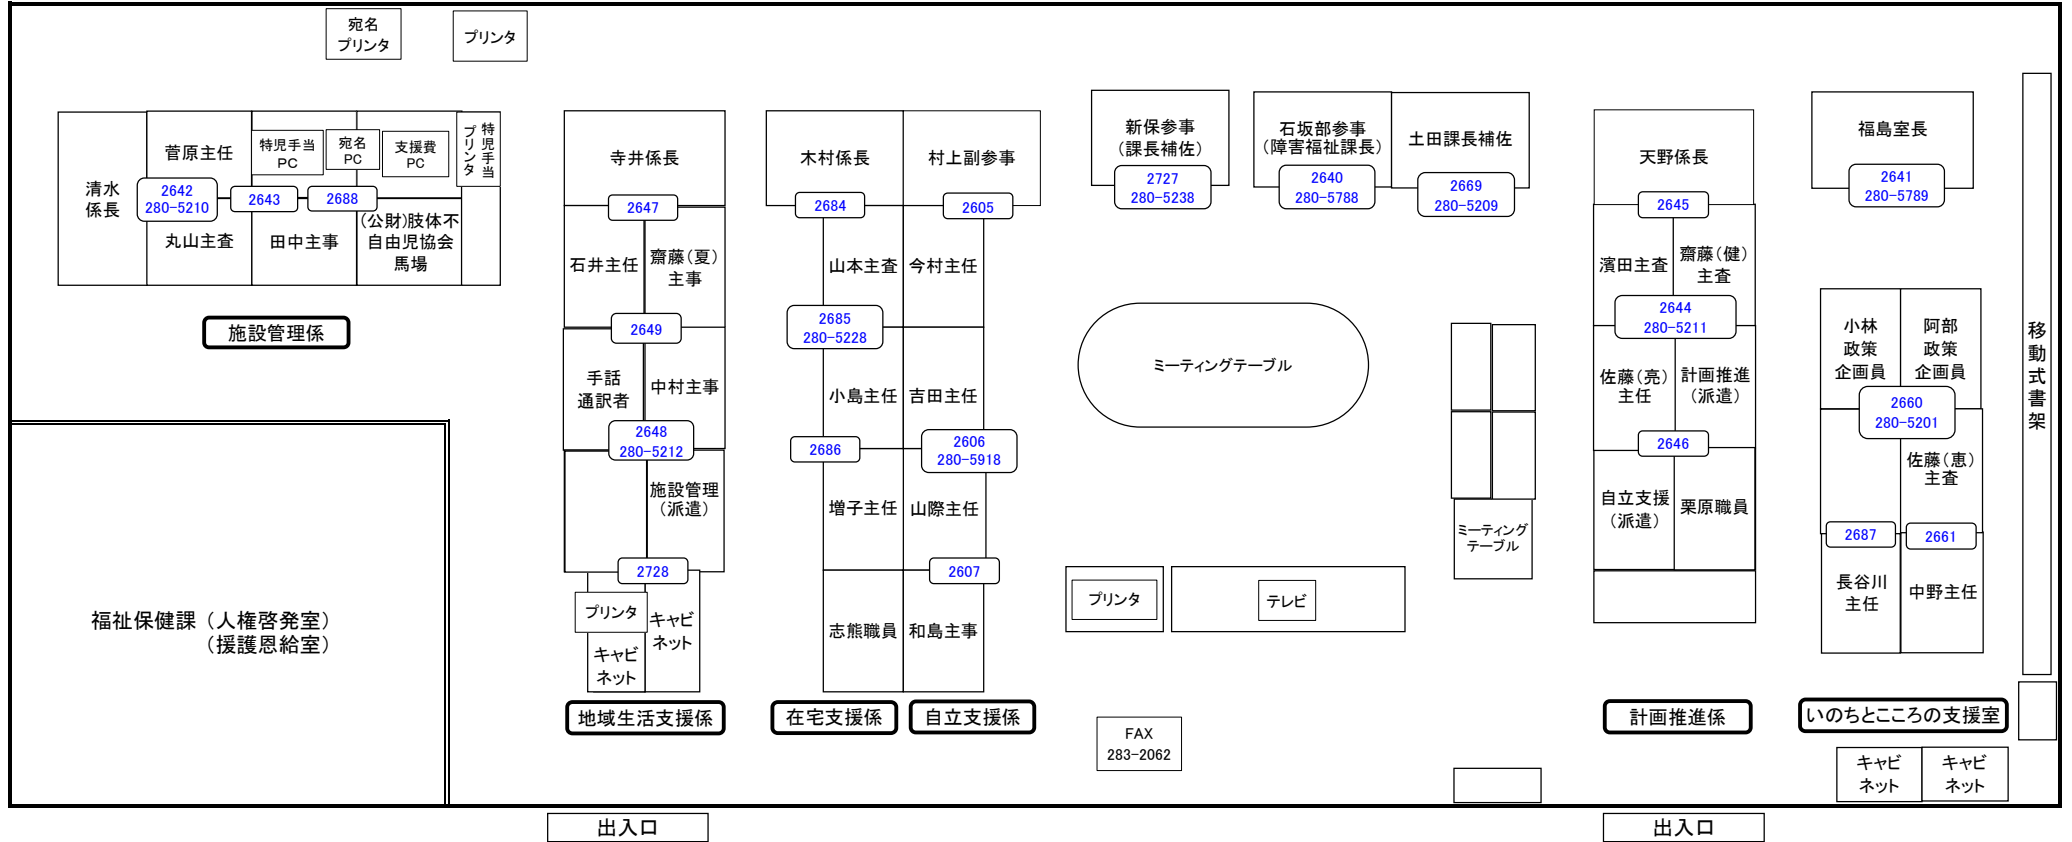 宛名
プリンタ
プリンタ
清水
係長
菅原主任
特児手当
PC
宛名
PC
支援費
PC
特児手当
プリンタ
2642
280-5210
2643
2688
丸山主査
田中主事
(公財)肢体不
自由児協会
馬場
施設管理係
福祉保健課（人権啓発室）
（援護恩給室）
寺井係長
2647
石井主任
齋藤（夏）
主事
2649
手話
通訳者
中村主事
2648
280-5212
施設管理
（派遣）
2728
プリンタ
キャビ
ネット
キャビ
ネット
地域生活支援係
木村係長
村上副参事
2684
2605
山本主査
今村主任
2685
280-5228
小島主任
吉田主任
2686
2606
280-5918
増子主任
山際主任
2607
志熊職員
和島主事
在宅支援係
自立支援係
新保参事
（課長補佐）
2727
280-5238
石坂部参事
（障害福祉課長）
2640
280-5788
土田課長補佐
2669
280-5209
ミーティングテーブル
ミーティング
テーブル
プリンタ
テレビ
FAX
283-2062
天野係長
2645
濱田主査
齋藤（健）
主査
2644
280-5211
佐藤（亮）
主任
計画推進
（派遣）
2646
自立支援
（派遣）
栗原職員
計画推進係
福島室長
2641
280-5789
小林
政策
企画員
阿部
政策
企画員
2660
280-5201
佐藤（恵）
主査
2687
2661
長谷川
主任
中野主任
いのちとこころの支援室
移動式書架
キャビ
ネット
キャビ
ネット
出入口
出入口